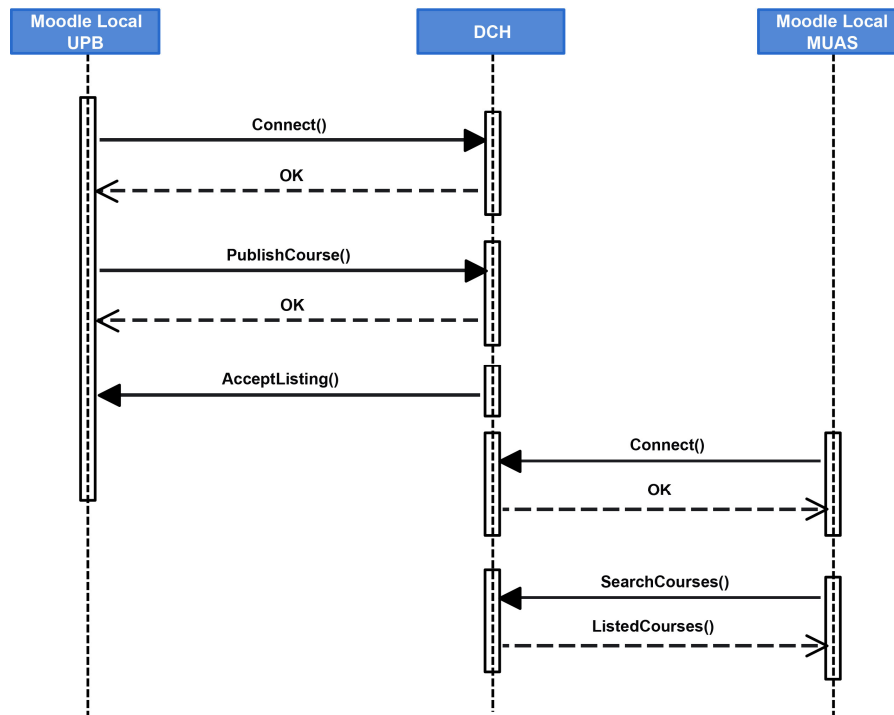 Moodle Local
UPB
DCH
Moodle Local
MUAS
Connect()
OK
PublishCourse()
OK
AcceptListing()
Connect()
OK
SearchCourses()
ListedCourses()